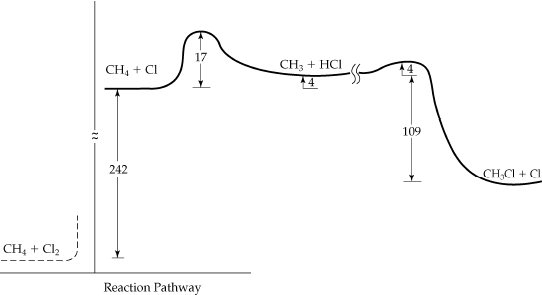 CH₄ + Cl
17
CH₃ + HCl
4
4
109
242
CH₃Cl + Cl
CH₄ + Cl₂
Reaction Pathway